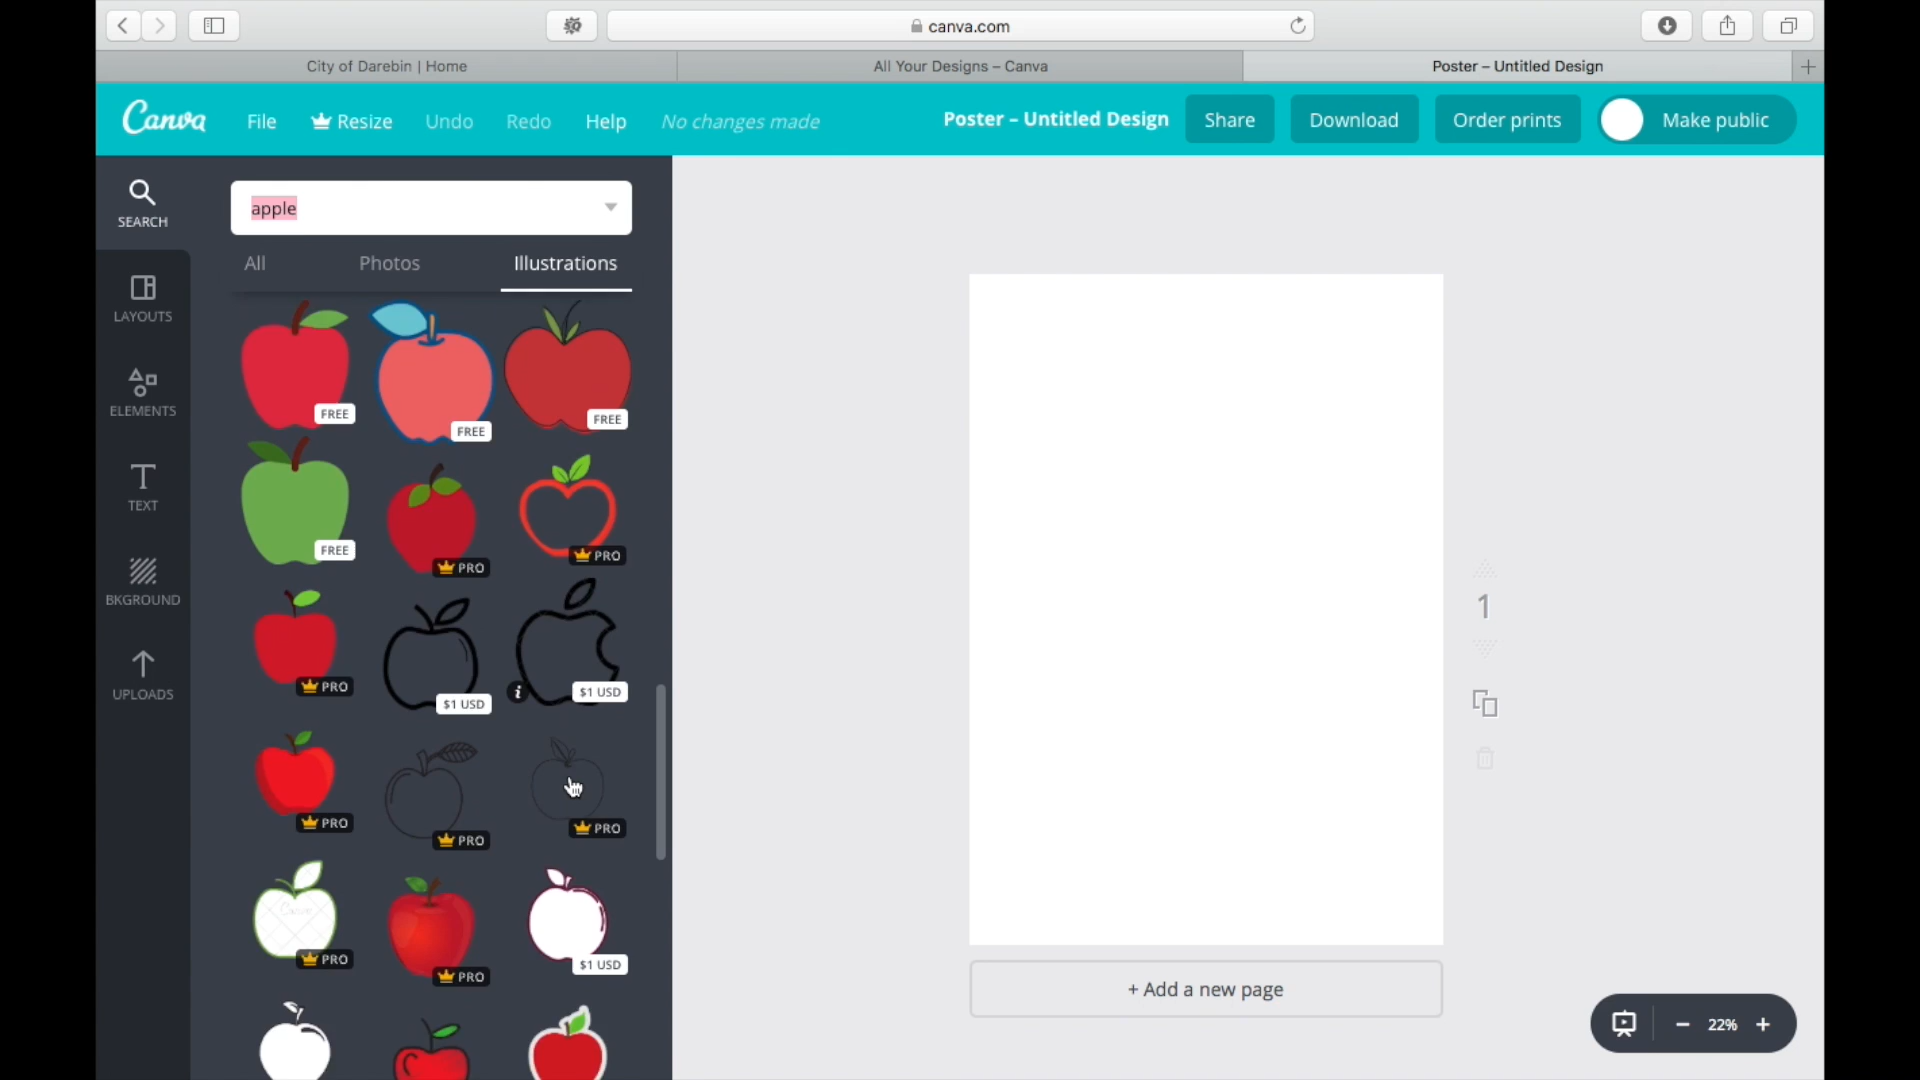 canva.com
City of Darebin | Home
All Your Designs – Canva
Poster – Untitled Design
Canva
File
Resize
Undo
Redo
Help
No changes made
Poster – Untitled Design
Share
Download
Order prints
Make public
SEARCH
LAYOUTS
ELEMENTS
TEXT
BKGROUND
UPLOADS
apple
All
Photos
Illustrations
FREE
FREE
FREE
FREE
PRO
PRO
PRO
$1 USD
i
$1 USD
PRO
PRO
PRO
Canva
PRO
PRO
$1 USD
1
+ Add a new page
22%